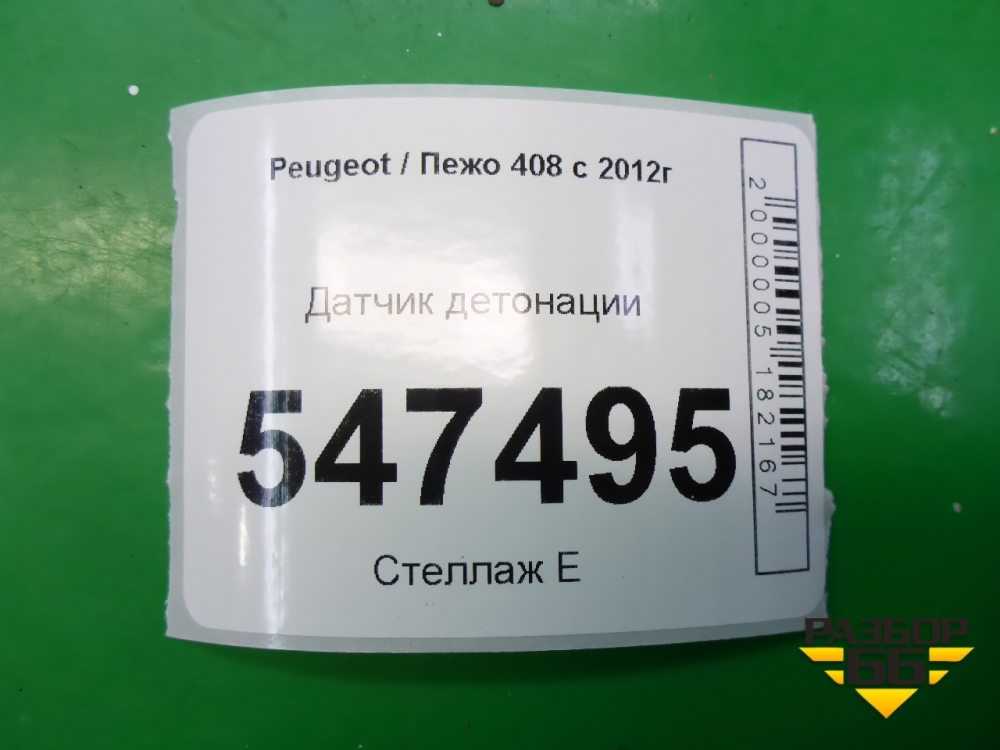 Peugeot / Пежо 408 с 2012г
Датчик детонации
547495
Стеллаж Е
2000005182167
РАЗБОР
66